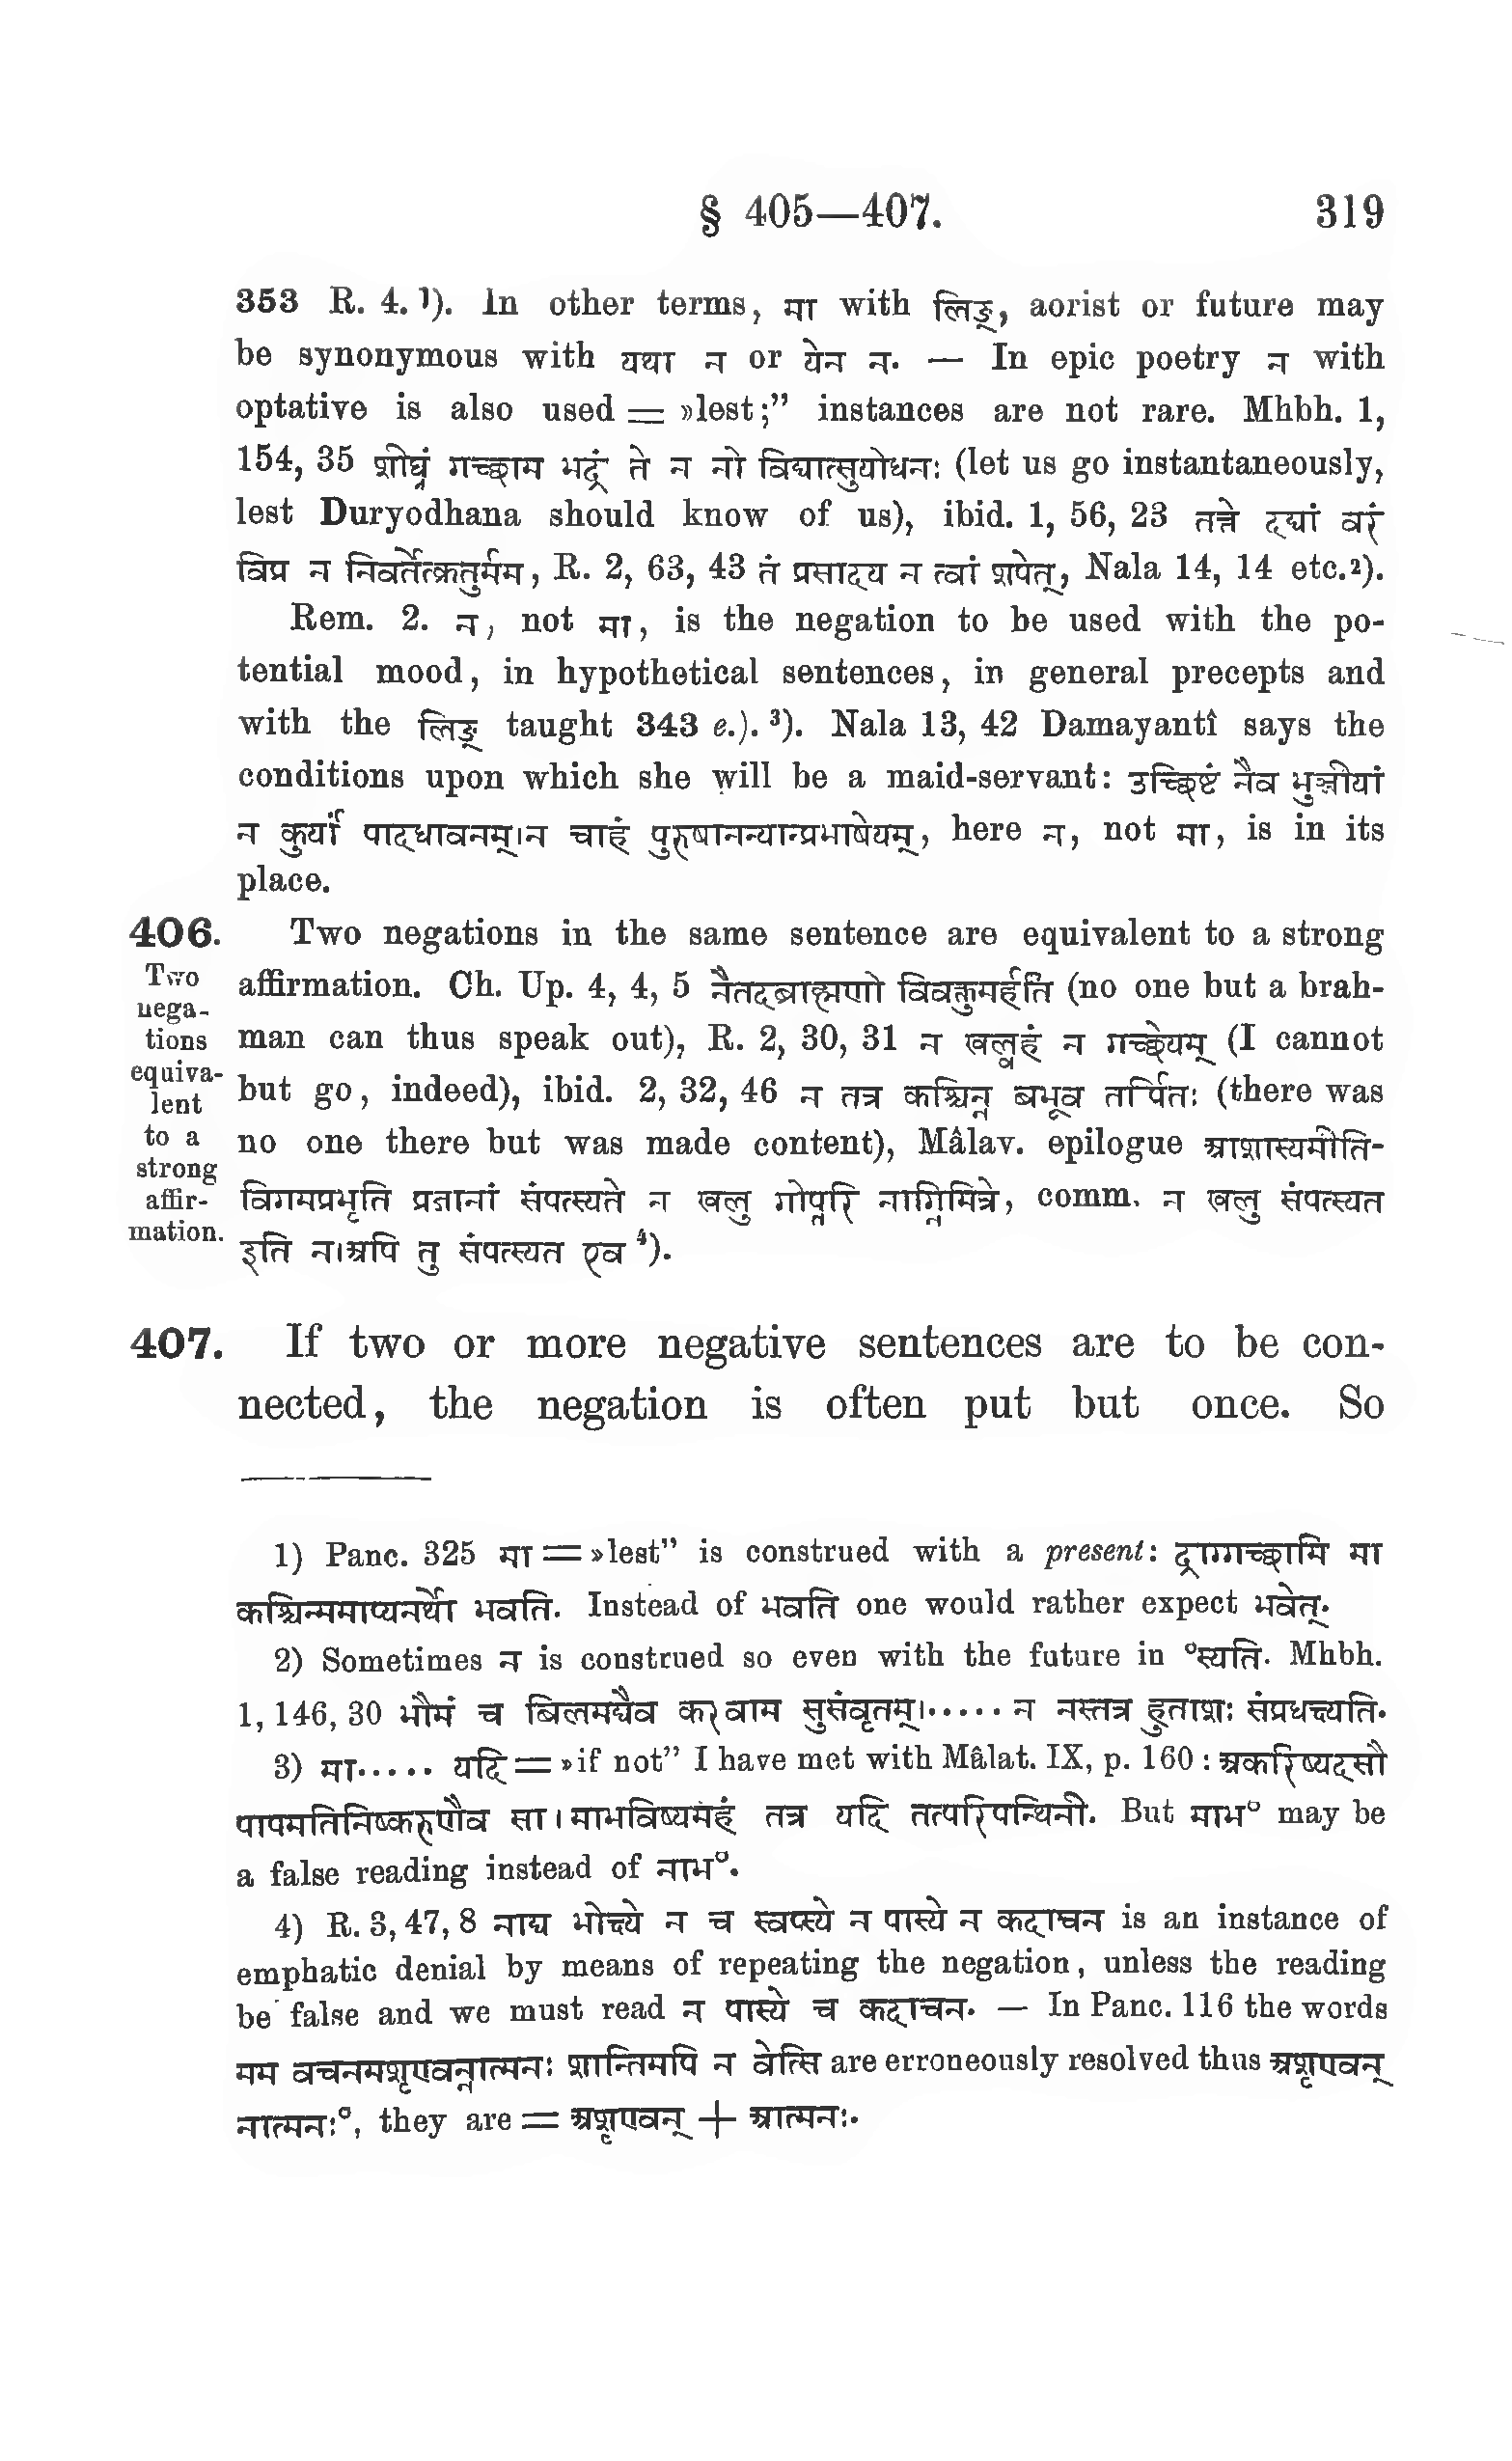 § 405—407. 319
353 R. 4. 1). In other terms, मा with लिङ्, aorist or future may
be synonymous with यथा न or येन न. — In epic poetry न with
optative is also used = »lest;” instances are not rare. Mhbh. 1,
154, 35 शीघ्रं गच्छाम भद्रं ते न नो विद्यात्सुयोधनः (let us go instantaneously,
lest Duryodhana should know of us), ibid. 1, 56, 23 तत्ते दद्यां वरं
विप्र न निवर्तेत्क्रतुर्मम, R. 2, 63, 43 तं प्रसादय न त्वां शपेत्, Nala 14, 14 etc.2).
Rem. 2. न, not मा, is the negation to be used with the po-
tential mood, in hypothetical sentences, in general precepts and
with the लिङ् taught 343 e.). 3). Nala 13, 42 Damayantî says the
conditions upon which she will be a maid-servant: उच्छिष्टं नैव भुञ्जीयां
न कुर्यां पादधावनम्।न चाहं पुरुषानन्यान्प्रभाषेयम्, here न, not मा, is in its
place.
406. Two negations in the same sentence are equivalent to a strong
Two
nega-
tions
equiva-
lent
to a
strong
affir-
mation.
affirmation. Ch. Up. 4, 4, 5 नैतदब्राह्मणो विवक्तुमर्हति (no one but a brah-
man can thus speak out), R. 2, 30, 31 न खल्वहं न गच्छेयम् (I cannot
but go, indeed), ibid. 2, 32, 46 न तत्र कश्चिन्न बभूव तर्पितः (there was
no one there but was made content), Mâlav. epilogue आशास्यमीति-
विगमप्रभृति प्रजानां संपत्स्यते न खलु गोप्तरि नाग्निमित्रे, comm. न खलु संपत्स्यत
इति न।अपि तु संपत्स्यत एव 4).
407. If two or more negative sentences are to be con-
nected, the negation is often put but once. So
1) Panc. 325 मा = »lest” is construed with a present: द्रागगच्छामि मा
कश्चिन्ममाप्यनर्थो भवति. Instead of भवति one would rather expect भवेत्.
2) Sometimes न is construed so even with the future in °स्यति. Mhbh.
1, 146, 30 भौमं च बिलमद्यैव करवाम सुसंवृतम्।..... न नस्तत्र हुताशः संप्रधक्ष्यति.
3) मा..... यदि = »if not” I have met with Mâlat. IX, p. 160 : अकरिष्यदसौ
पापमतिनिष्करुणैव सा।माभविष्यमहं तत्र यदि तत्परिपन्थिनी. But माभ° may be
a false reading instead of नाभ°.
4) R. 3, 47, 8 नाद्य भोक्ष्ये न च स्वप्स्ये न पास्ये न कदाचन is an instance of
emphatic denial by means of repeating the negation, unless the reading
be false and we must read न पास्ये च कदाचन. — In Panc. 116 the words
मम वचनमशृण्वन्नात्मनः शान्तिमपि न वेत्सि are erroneously resolved thus अशृण्वन्
नात्मनः°, they are = अशृण्वन् + आत्मनः.